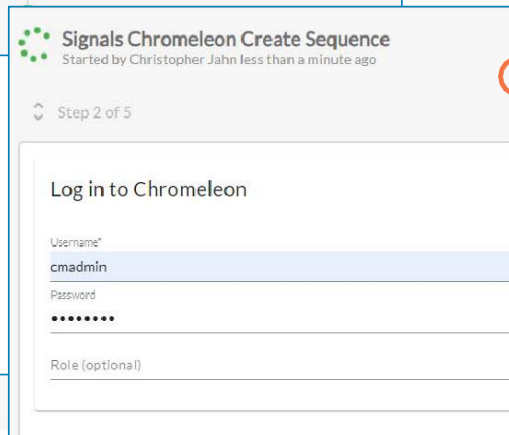 Signals Chromeleon Create Sequence
Started by Christopher Jahn less than a minute ago
Step 2 of 5
Log in to Chromeleon
Username*
cmadmin
Password
••••••••
Role (optional)